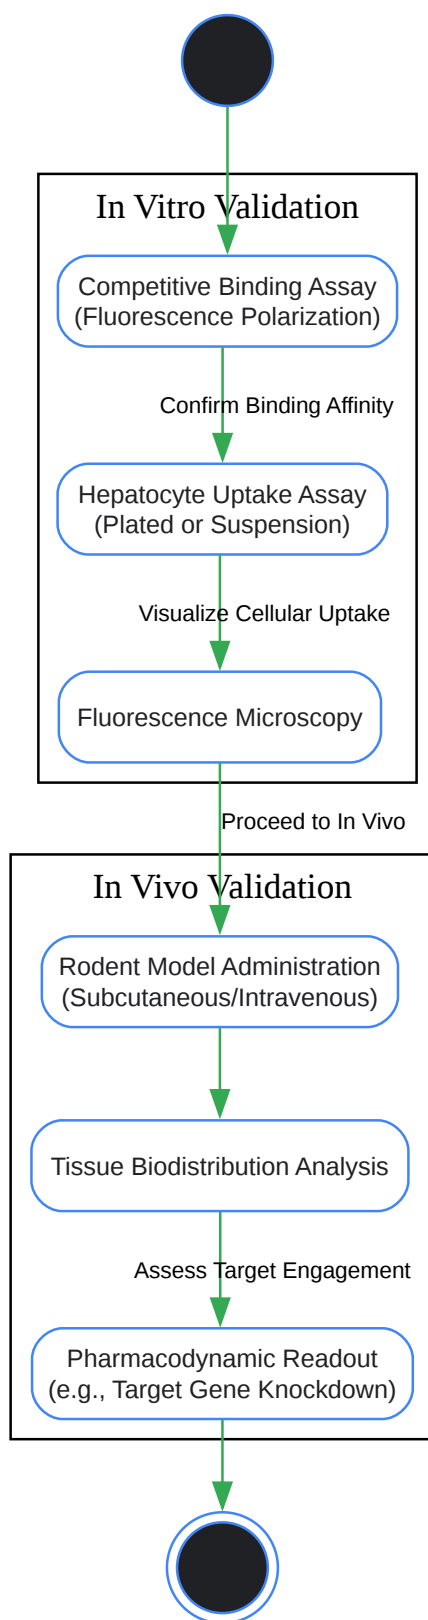 In Vitro Validation
Competitive Binding Assay
(Fluorescence Polarization)
Confirm Binding Affinity
Hepatocyte Uptake Assay
(Plated or Suspension)
Visualize Cellular Uptake
Fluorescence Microscopy
Proceed to In Vivo
In Vivo Validation
Rodent Model Administration
(Subcutaneous/Intravenous)
Tissue Biodistribution Analysis
Assess Target Engagement
Pharmacodynamic Readout
(e.g., Target Gene Knockdown)